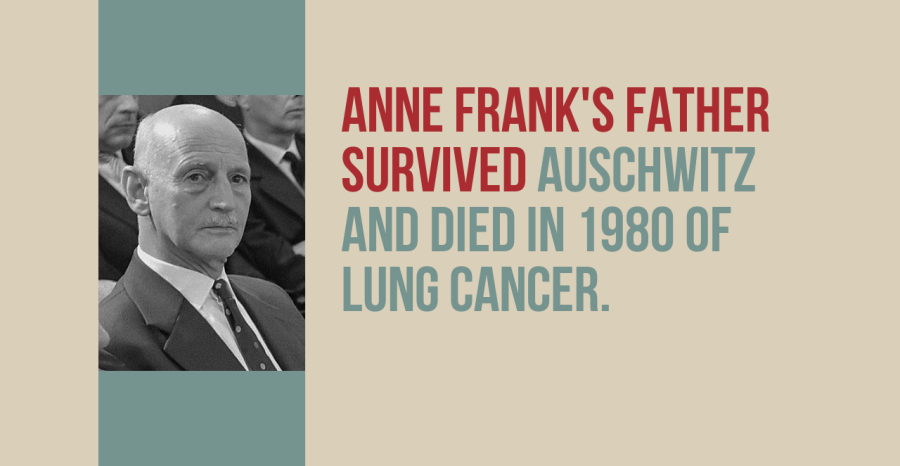 ANNE FRANK'S FATHER
SURVIVED AUSCHWITZ
AND DIED IN 1980 OF
LUNG CANCER.